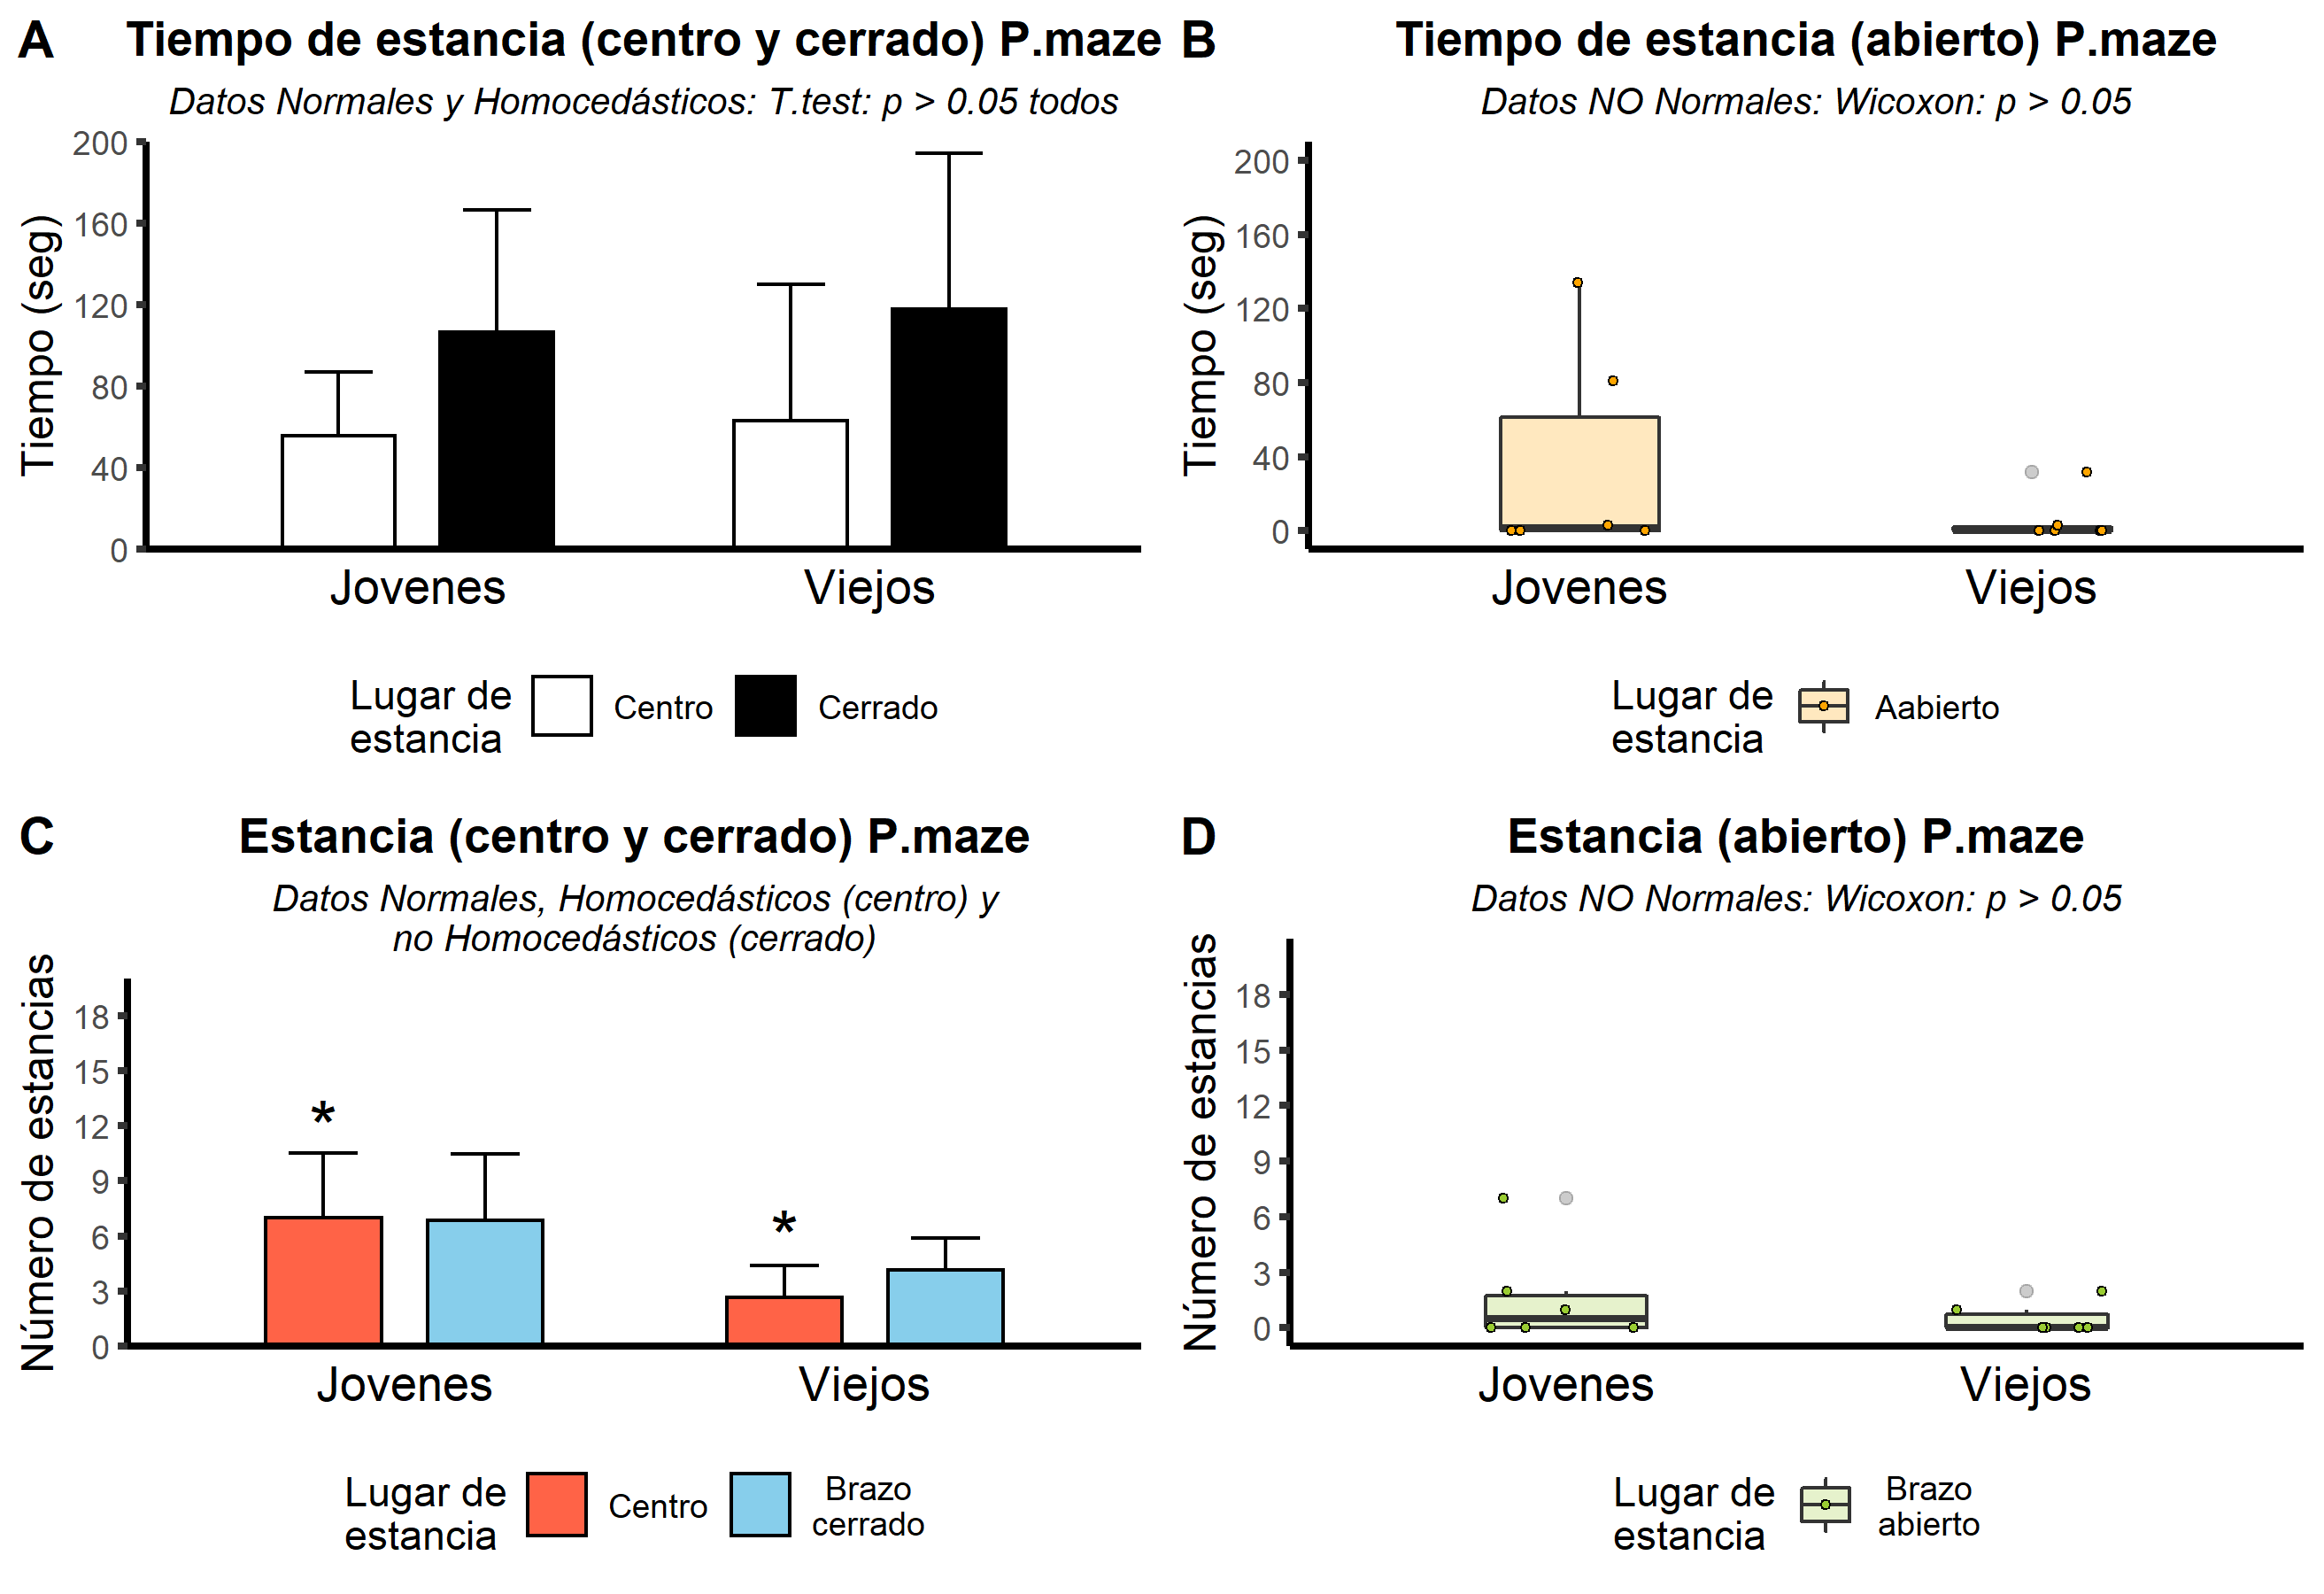 A
Tiempo de estancia (centro y cerrado) P.maze
Datos Normales y Homocedásticos: T.test: p > 0.05 todos
Tiempo (seg)
200
160
120
80
40
0
Jovenes
Viejos
Lugar de
estancia
Centro
Cerrado
B
Tiempo de estancia (abierto) P.maze
Datos NO Normales: Wicoxon: p > 0.05
Tiempo (seg)
200
160
120
80
40
0
Jovenes
Viejos
Lugar de
estancia
Aabierto
C
Estancia (centro y cerrado) P.maze
Datos Normales, Homocedásticos (centro) y
no Homocedásticos (cerrado)
Número de estancias
18
15
12
9
6
3
0
*
*
Jovenes
Viejos
Lugar de
estancia
Centro
Brazo
cerrado
D
Estancia (abierto) P.maze
Datos NO Normales: Wicoxon: p > 0.05
Número de estancias
18
15
12
9
6
3
0
Jovenes
Viejos
Lugar de
estancia
Brazo
abierto